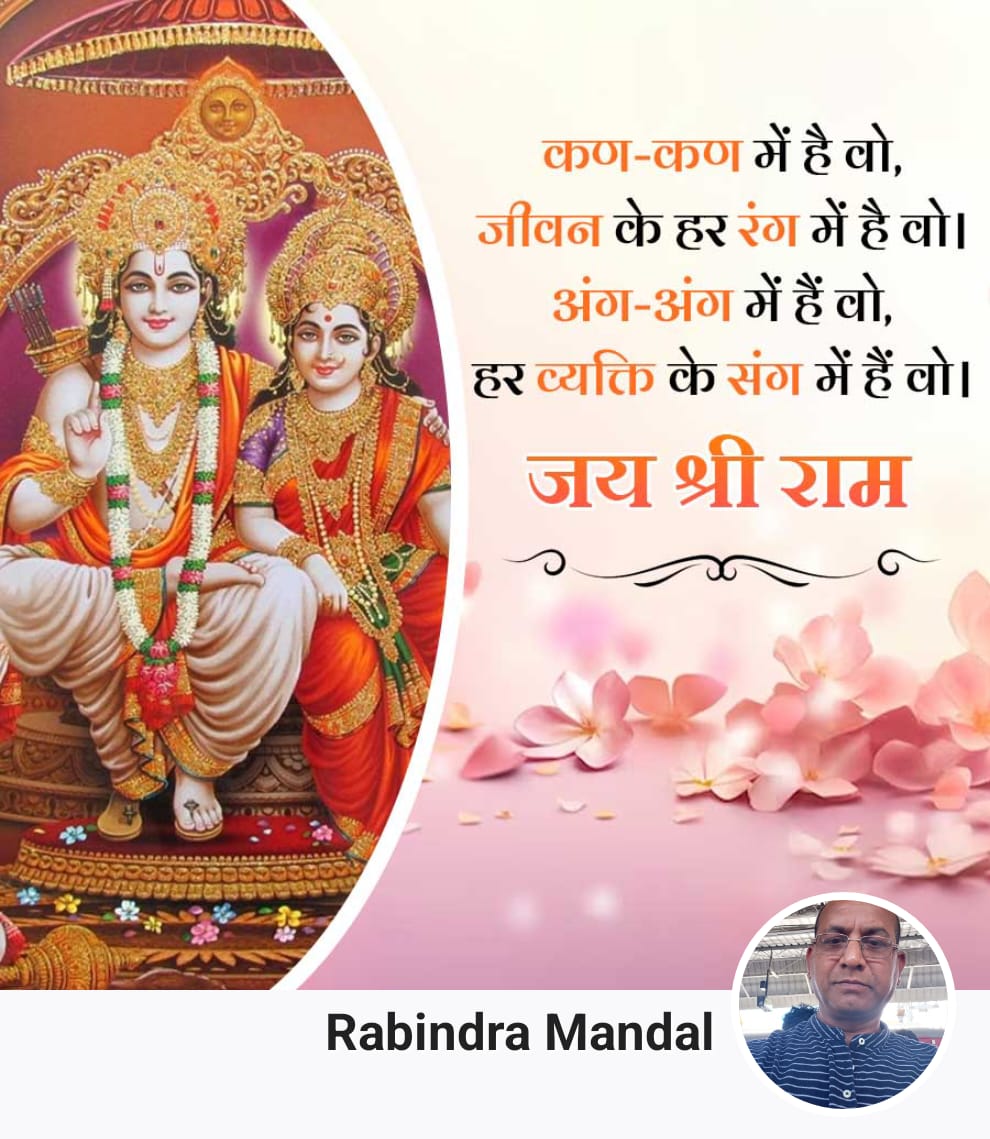 कण-कण में है वो,
जीवन के हर रंग में है वो।
अंग-अंग में हैं वो,
हर व्यक्ति के संग में हैं वो।
जय श्री राम
Rabindra Mandal